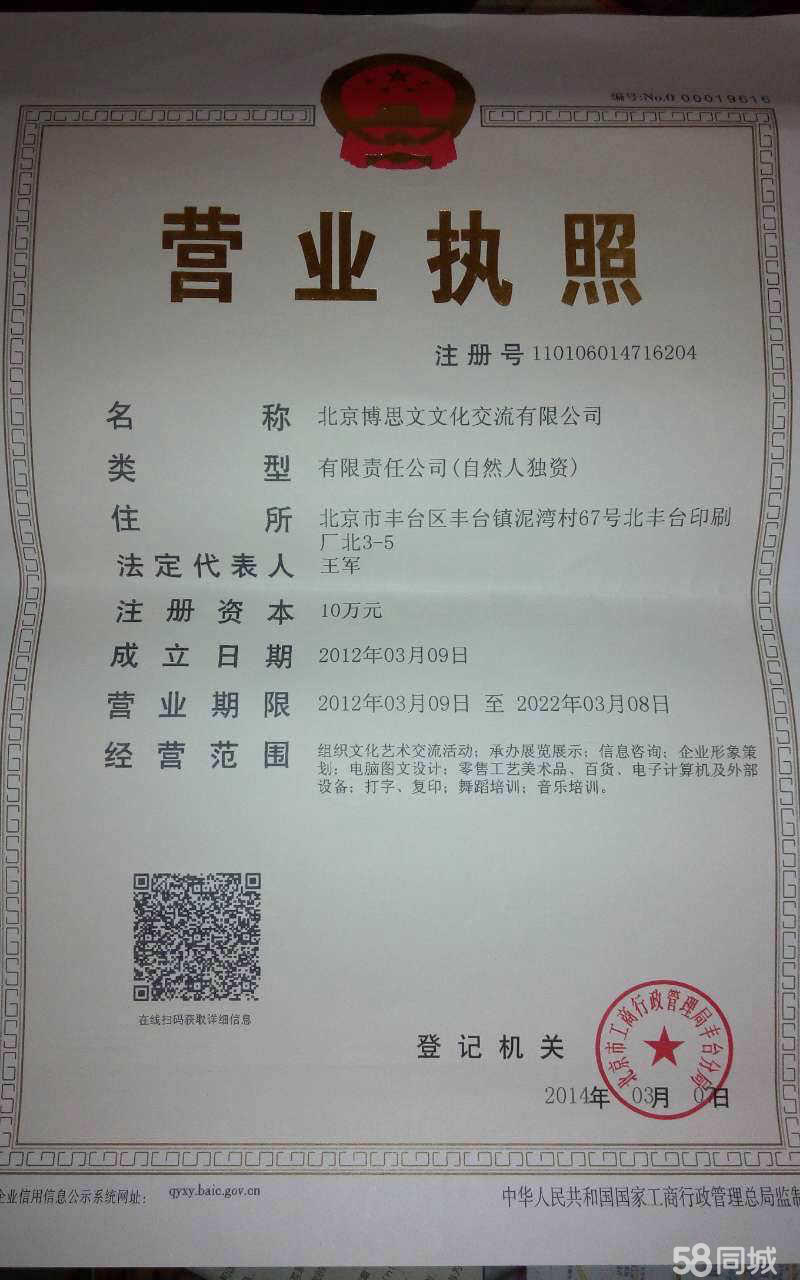 编号:No.0 00019616
营业执照
注册号 110106014716204
名称 北京博思文文化交流有限公司
类型 有限责任公司(自然人独资)
住所 北京市丰台区丰台镇泥湾村67号北丰台印刷
厂北3-5
法定代表人 王军
注册资本 10万元
成立日期 2012年03月09日
营业期限 2012年03月09日 至 2022年03月08日
经营范围 组织文化艺术交流活动；承办展览展示；信息咨询；企业形象策
划；电脑图文设计；零售工艺美术品、百货、电子计算机及外部
设备；打字、复印；舞蹈培训；音乐培训。
在线扫码获取详细信息
北京市工商行政管理局丰台分局
登记机关
2014年 03月 日
企业信用信息公示系统网址： qyxy.baic.gov.cn
中华人民共和国国家工商行政管理总局监制
58同城